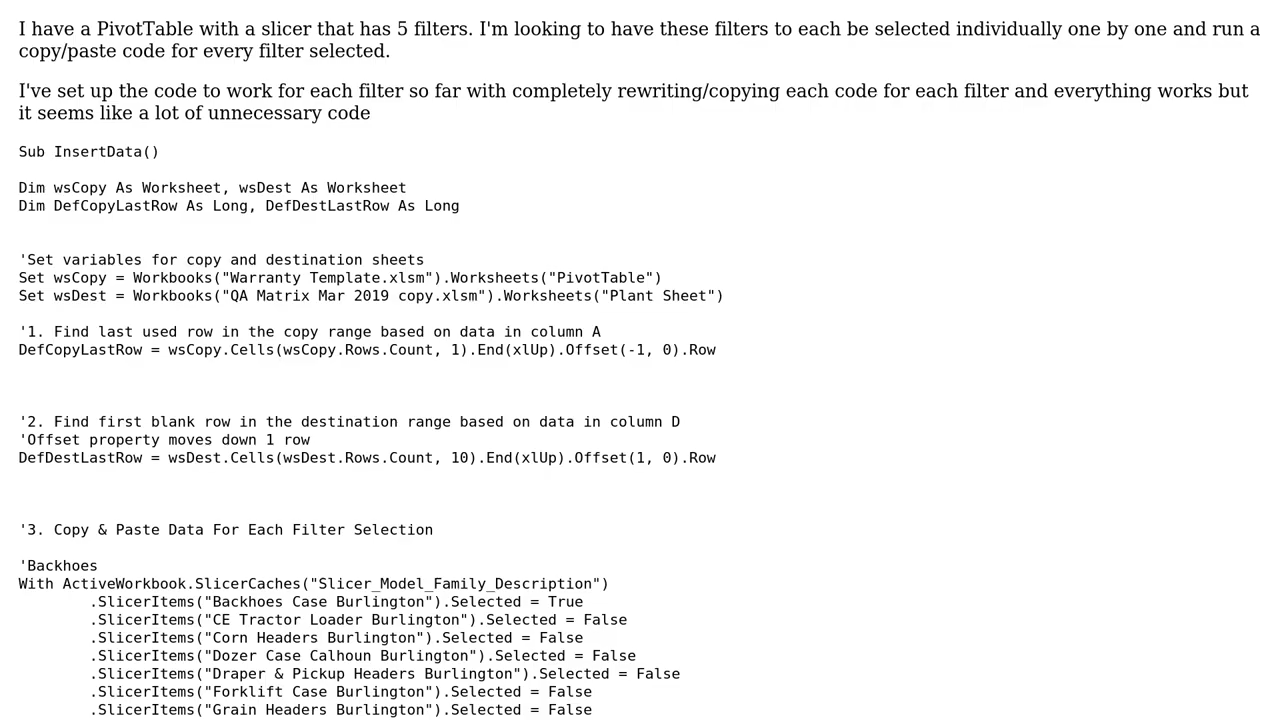 I have a PivotTable with a slicer that has 5 filters. I'm looking to have these filters to each be selected individually one by one and run a
copy/paste code for every filter selected.
I've set up the code to work for each filter so far with completely rewriting/copying each code for each filter and everything works but
it seems like a lot of unnecessary code
Sub InsertData()
Dim wsCopy As Worksheet, wsDest As Worksheet
Dim DefCopyLastRow As Long, DefDestLastRow As Long
'Set variables for copy and destination sheets
Set wsCopy = Workbooks("Warranty Template.xlsm").Worksheets("PivotTable")
Set wsDest = Workbooks("QA Matrix Mar 2019 copy.xlsm").Worksheets("Plant Sheet")
'1. Find last used row in the copy range based on data in column A
DefCopyLastRow = wsCopy.Cells(wsCopy.Rows.Count, 1).End(xlUp).Offset(-1, 0).Row
'2. Find first blank row in the destination range based on data in column D
'Offset property moves down 1 row
DefDestLastRow = wsDest.Cells(wsDest.Rows.Count, 10).End(xlUp).Offset(1, 0).Row
'3. Copy & Paste Data For Each Filter Selection
'Backhoes
With ActiveWorkbook.SlicerCaches("Slicer_Model_Family_Description")
        .SlicerItems("Backhoes Case Burlington").Selected = True
        .SlicerItems("CE Tractor Loader Burlington").Selected = False
        .SlicerItems("Corn Headers Burlington").Selected = False
        .SlicerItems("Dozer Case Calhoun Burlington").Selected = False
        .SlicerItems("Draper & Pickup Headers Burlington").Selected = False
        .SlicerItems("Forklift Case Burlington").Selected = False
        .SlicerItems("Grain Headers Burlington").Selected = False